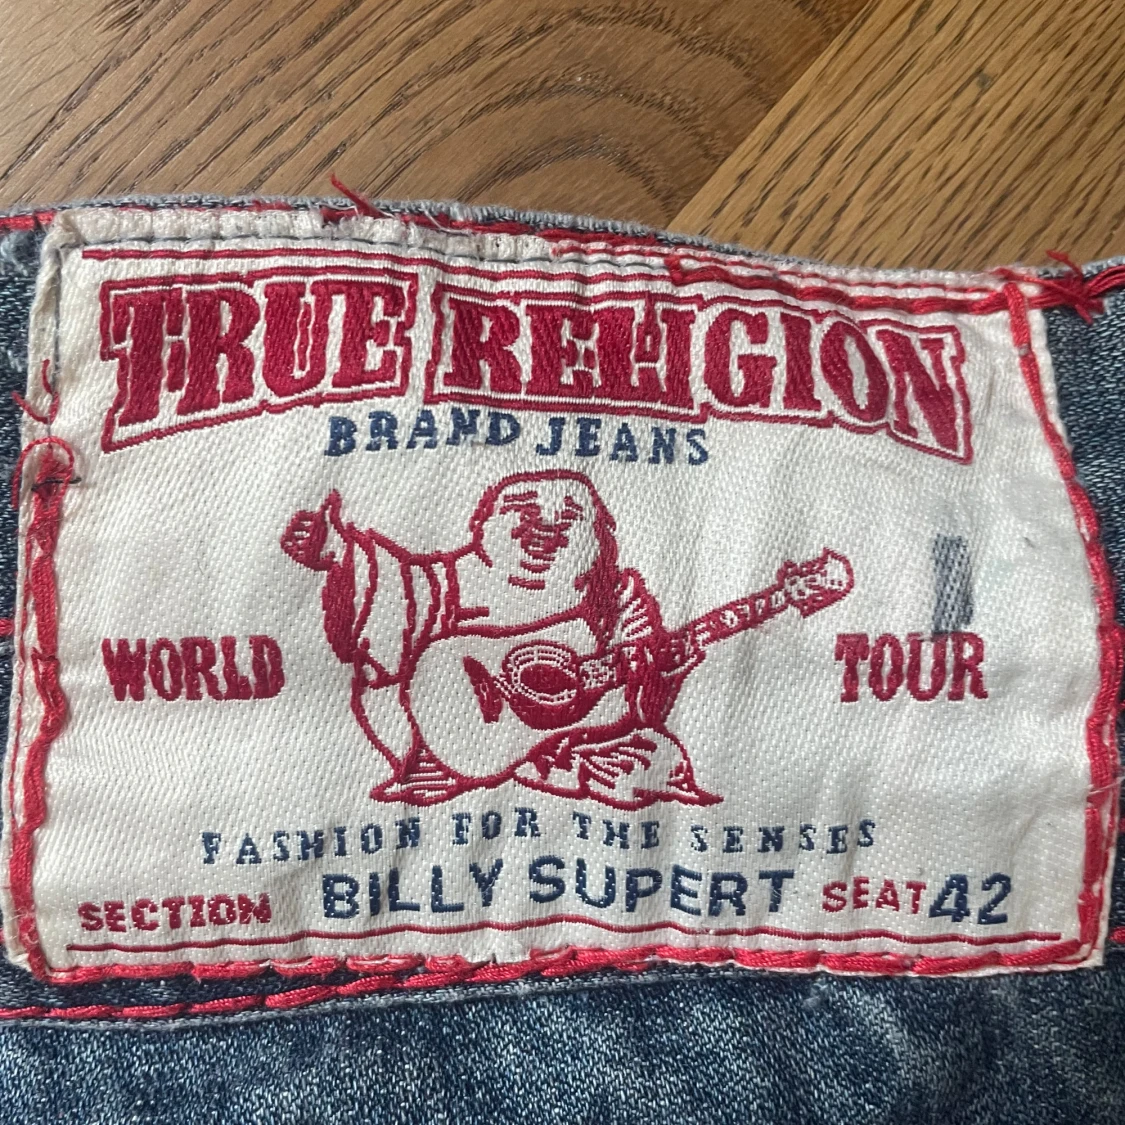 TRUE RELIGION
BRAND JEANS
WORLD TOUR
FASHION FOR THE SENSES
SECTION BILLY SUPERT SEAT 42